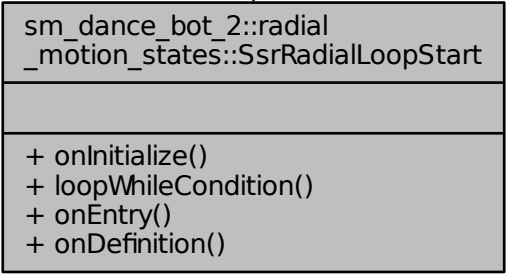 sm_dance_bot_2::radial
_motion_states::SsrRadialLoopStart
+ onInitialize()
+ loopWhileCondition()
+ onEntry()
+ onDefinition()